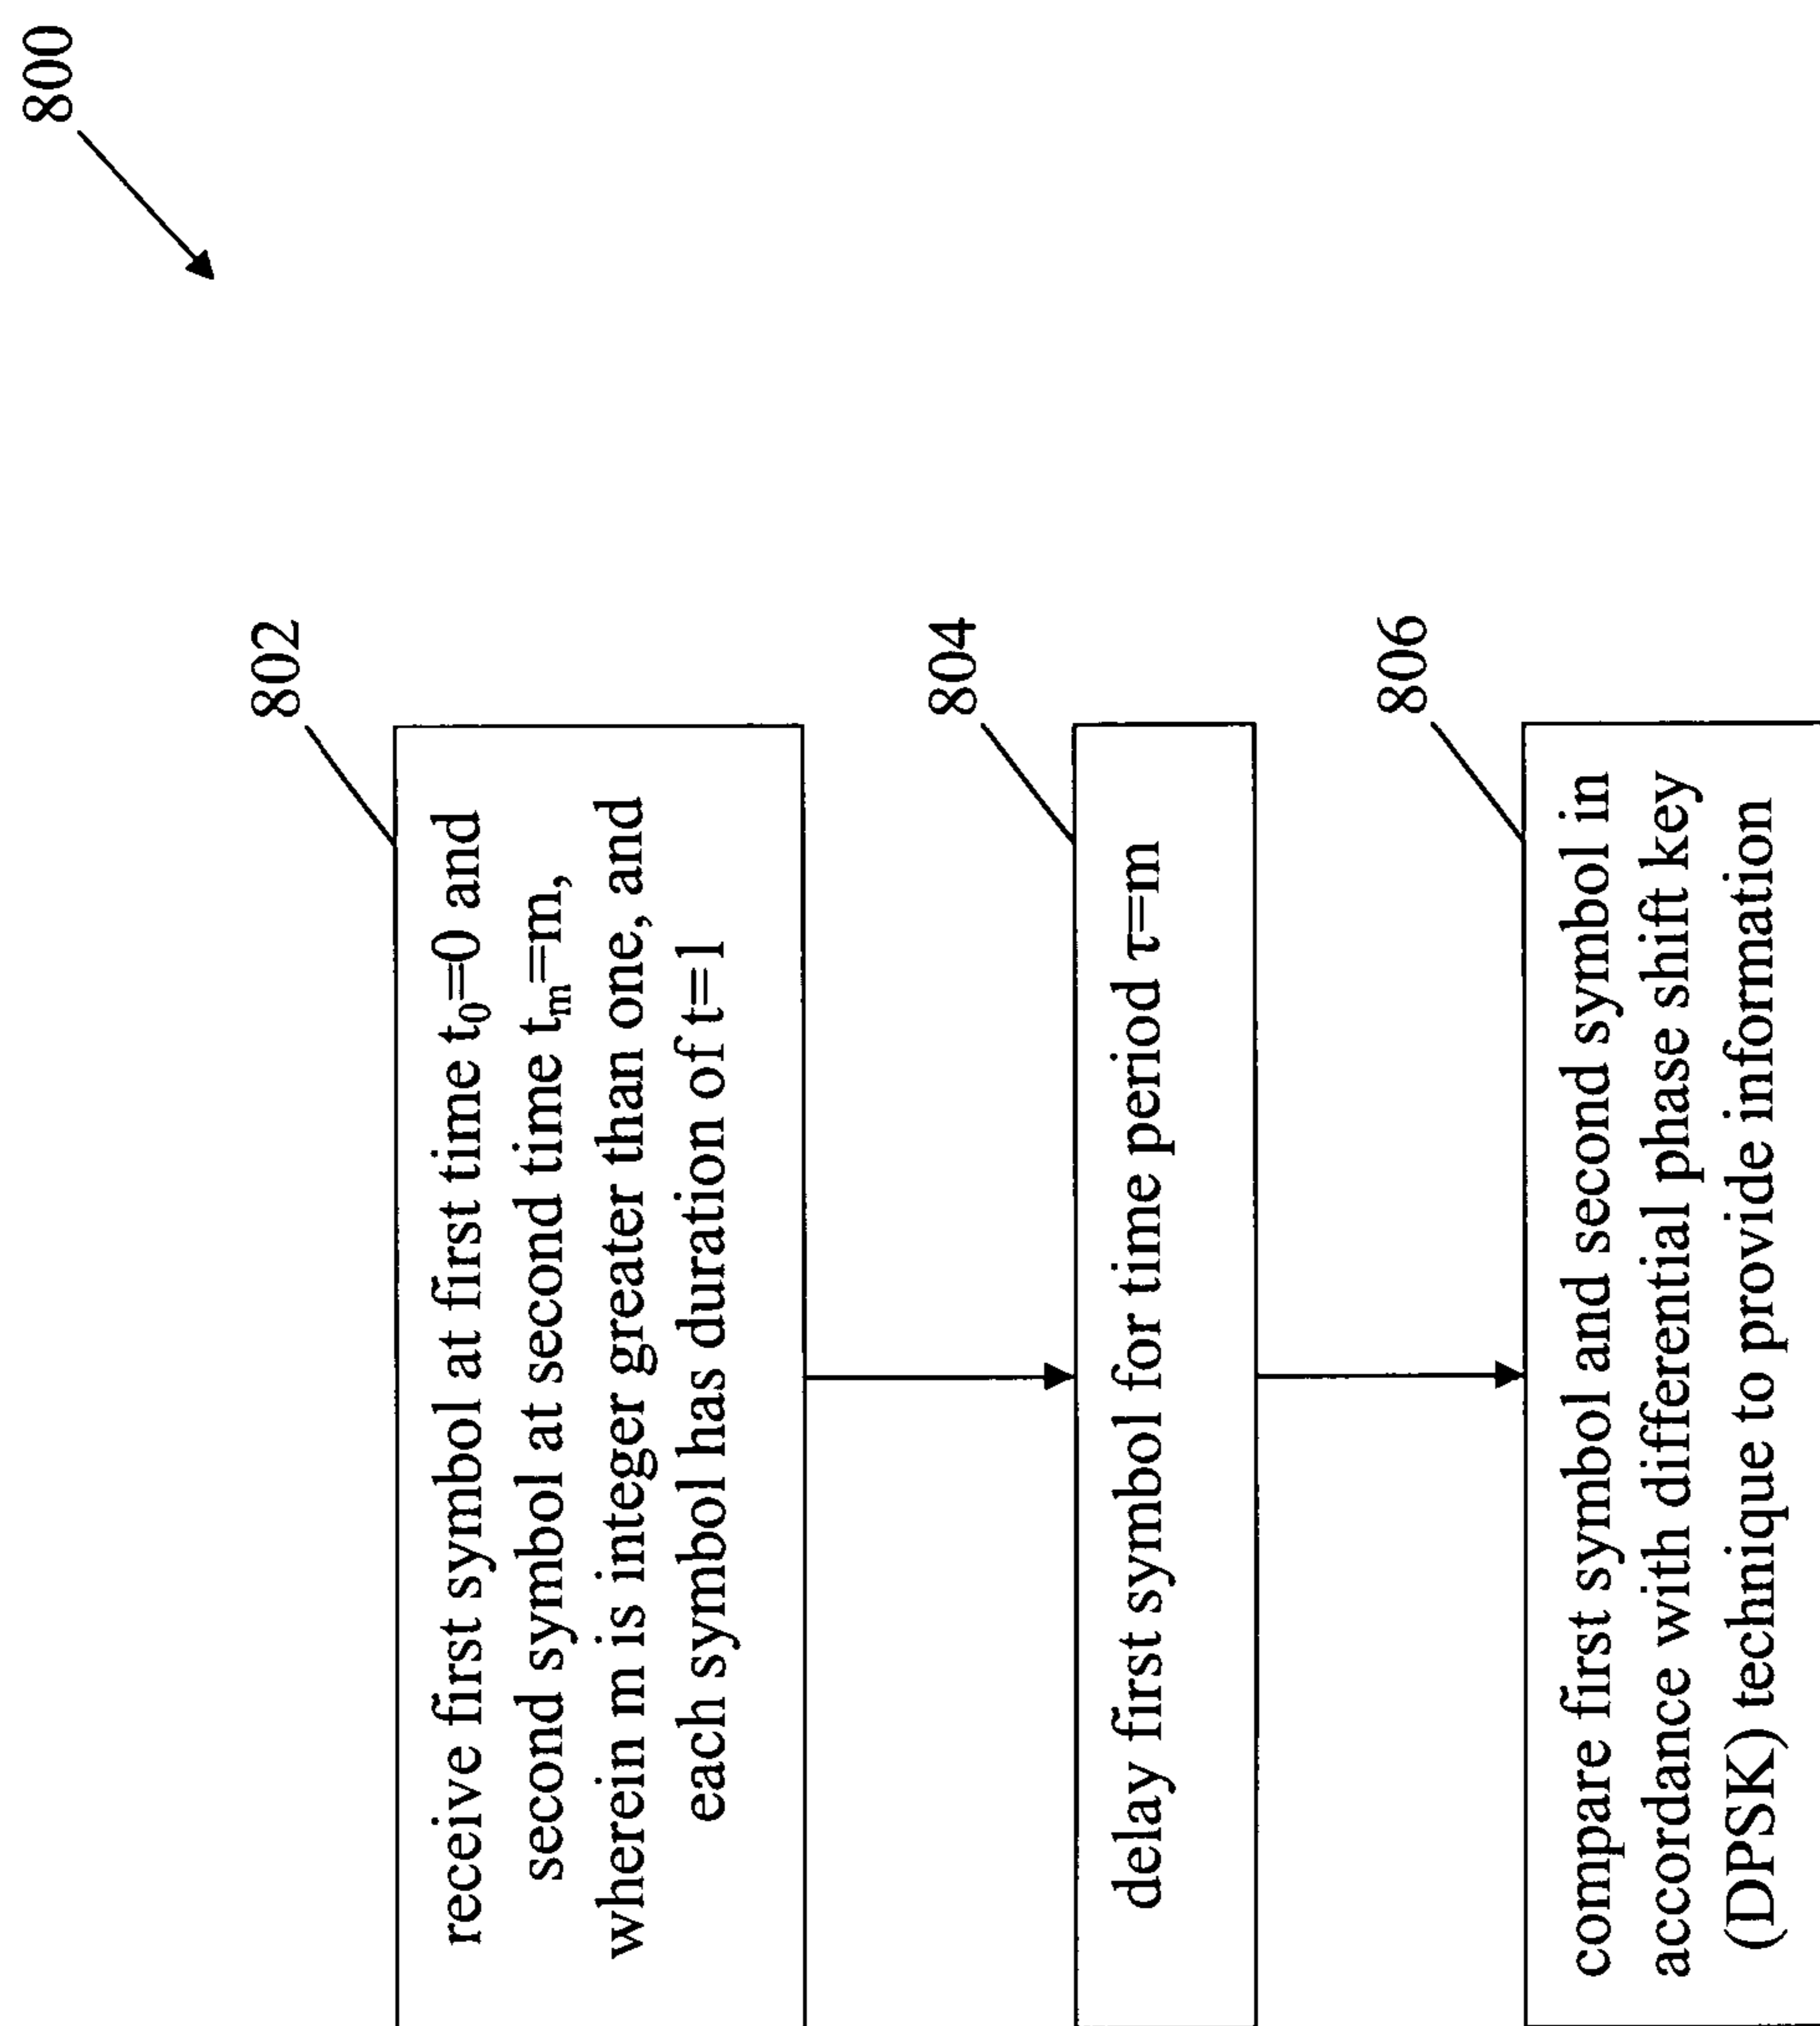 800
802
receive first symbol at first time t₀=0 and
second symbol at second time tₘ=m,
wherein m is integer greater than one, and
each symbol has duration of t=1
804
delay first symbol for time period τ=m
806
compare first symbol and second symbol in
accordance with differential phase shift key
(DPSK) technique to provide information